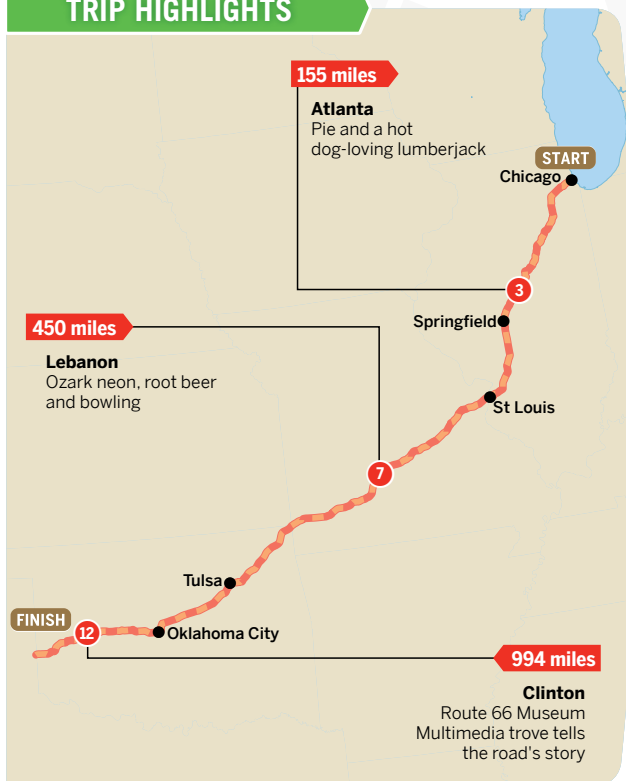 TRIP HIGHLIGHTS
155 miles
Atlanta
Pie and a hot
dog-loving lumberjack
START
Chicago
3
450 miles
Springfield
Lebanon
Ozark neon, root beer
and bowling
St Louis
7
Tulsa
FINISH
12
Oklahoma City
994 miles
Clinton
Route 66 Museum
Multimedia trove tells
the road's story